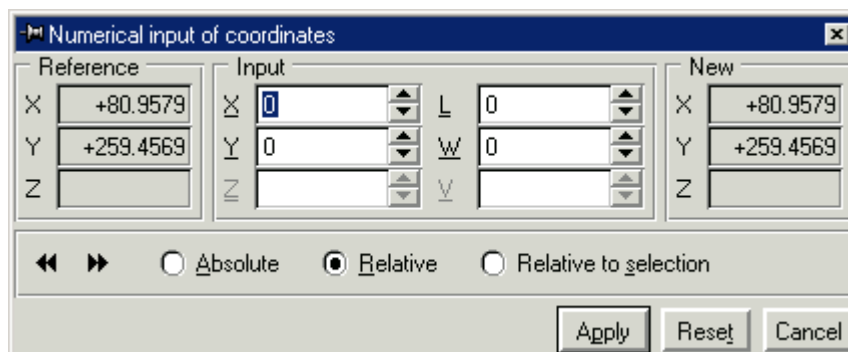 Numerical input of coordinates
Reference Input New
X +80.9579 X 0 L 0 X +80.9579
Y +259.4569 Y 0 W 0 Y +259.4569
Z Z V Z
Absolute Relative Relative to selection
Apply Reset Cancel